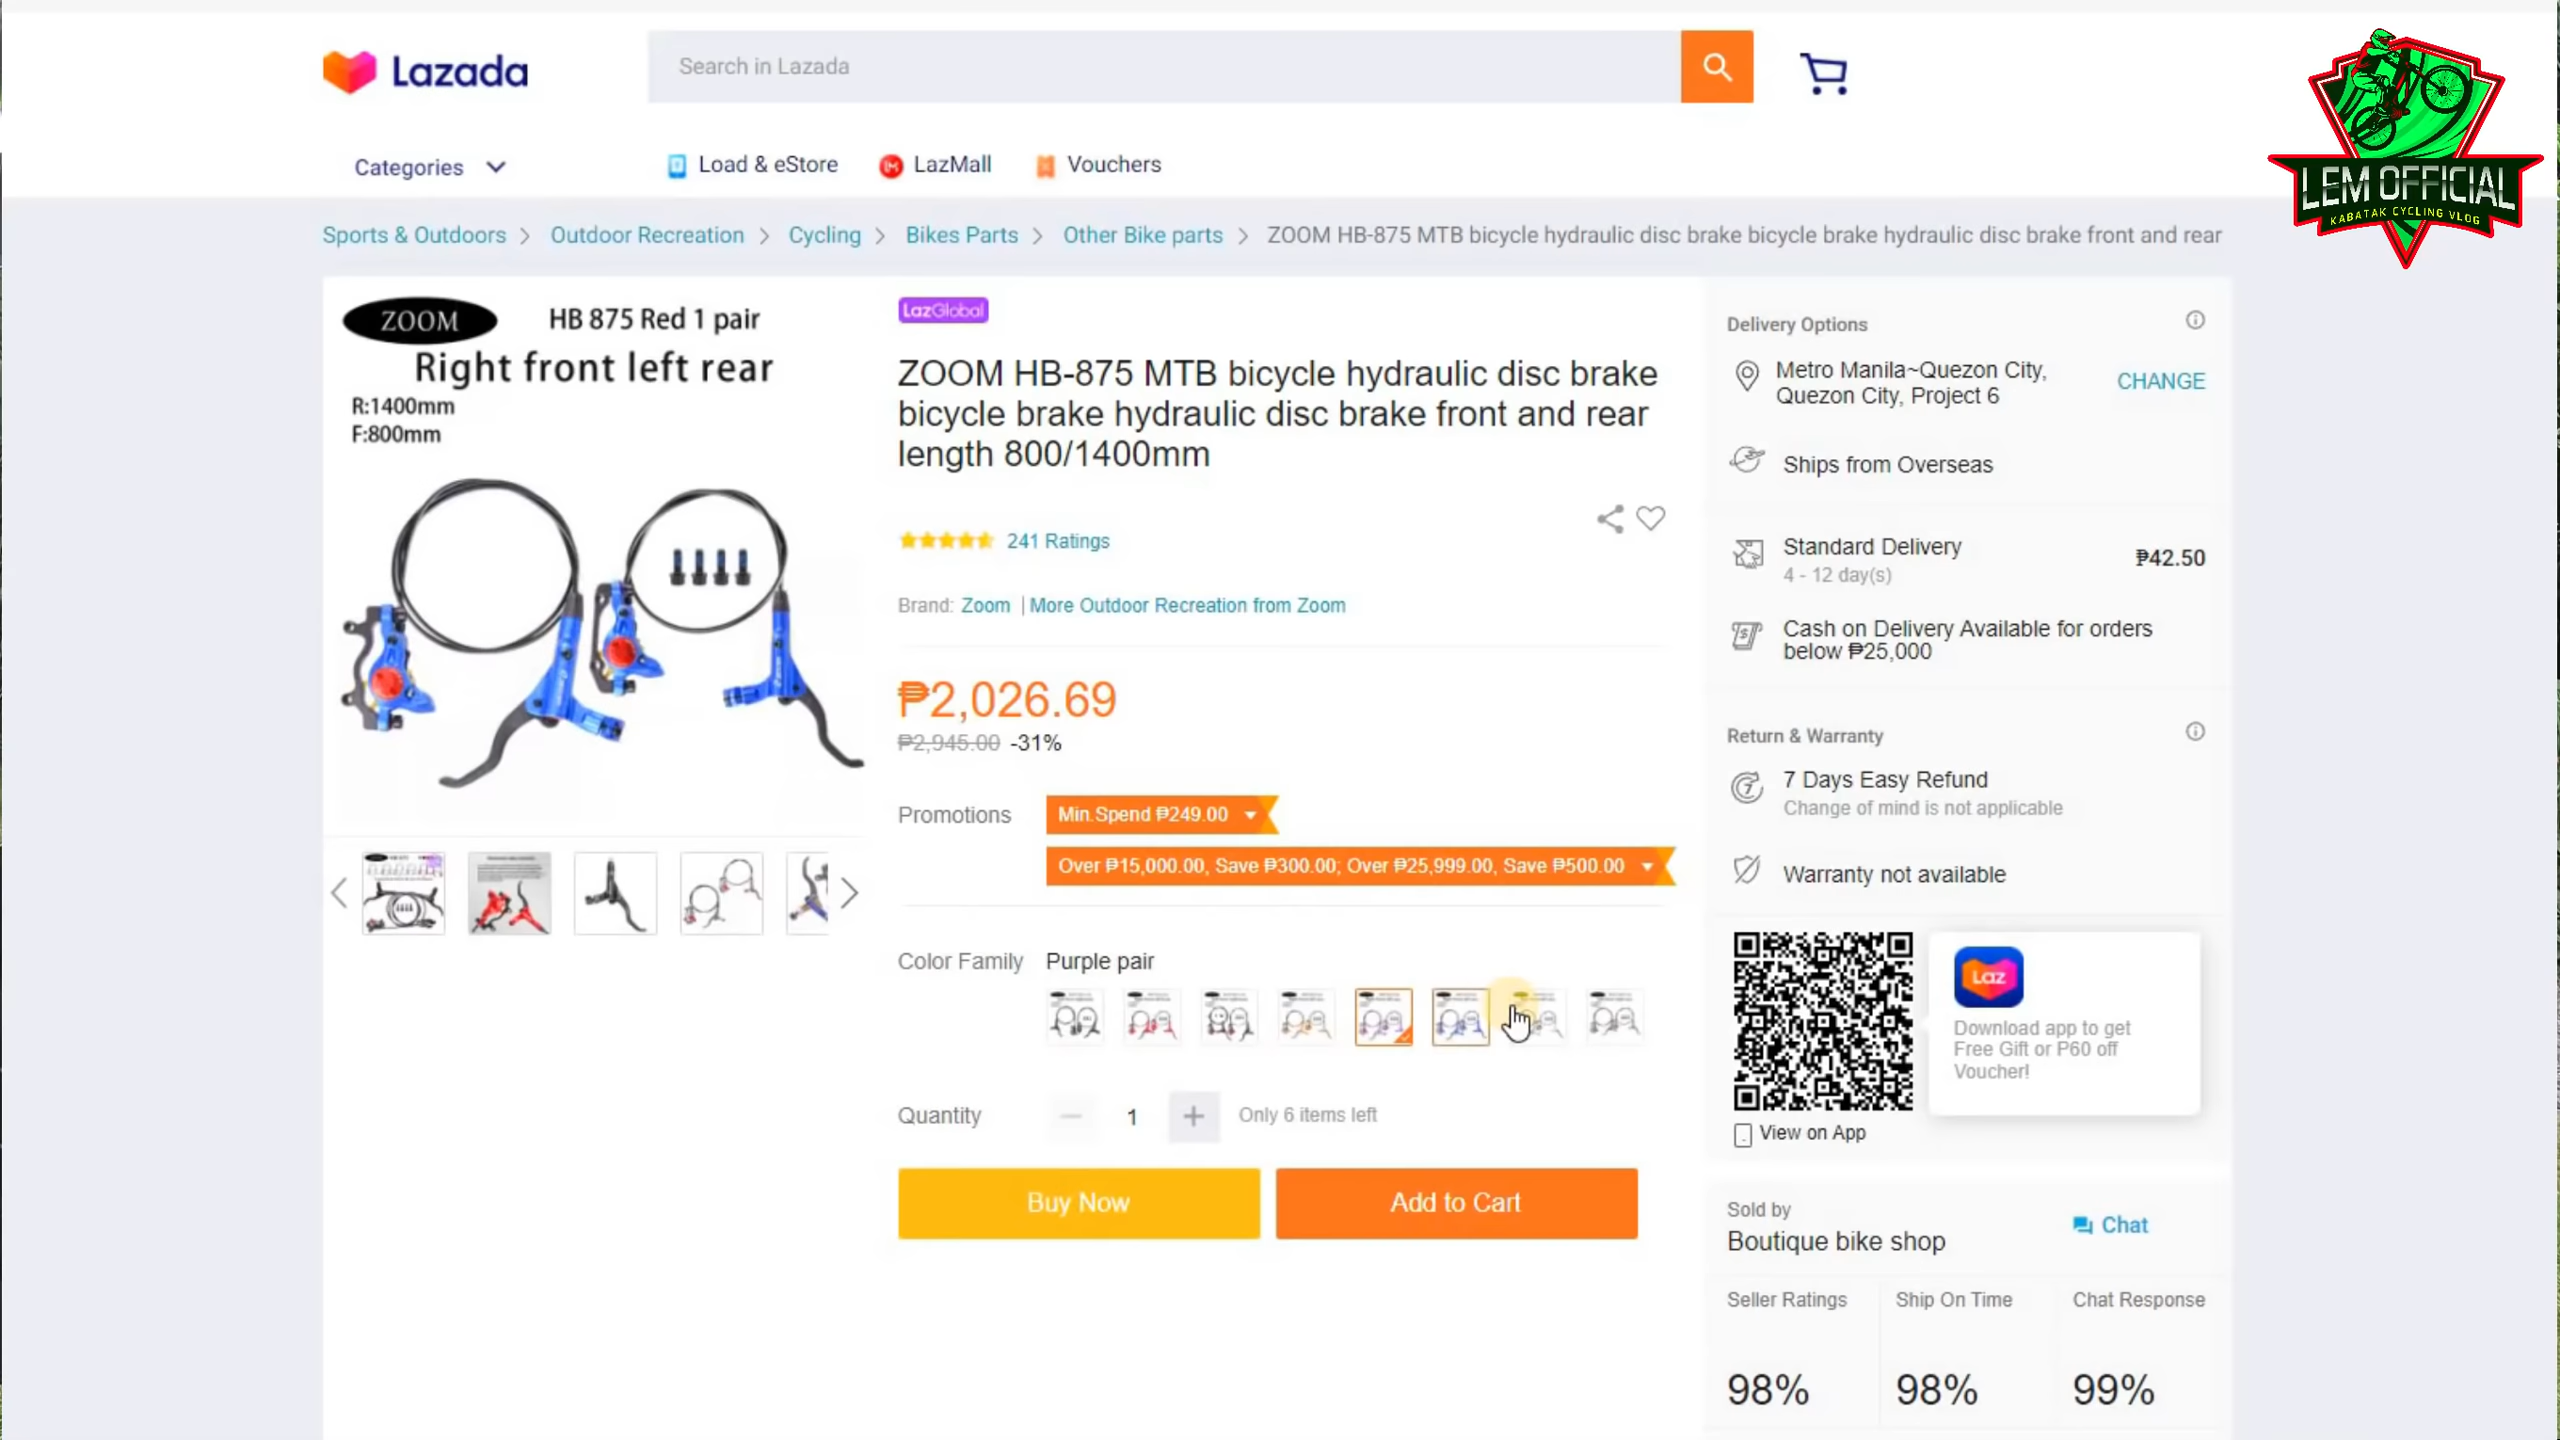 Lazada
Search in Lazada
Categories
Load & eStore
LazMall
Vouchers
LEM OFFICIAL
KABATAK CYCLING VLOG
Sports & Outdoors > Outdoor Recreation > Cycling > Bikes Parts > Other Bike parts > ZOOM HB-875 MTB bicycle hydraulic disc brake bicycle brake hydraulic disc brake front and rear
ZOOM
HB 875 Red 1 pair
Right front left rear
R:1400mm
F:800mm
LazGlobal
ZOOM HB-875 MTB bicycle hydraulic disc brake
bicycle brake hydraulic disc brake front and rear
length 800/1400mm
241 Ratings
Brand: Zoom | More Outdoor Recreation from Zoom
₱2,026.69
₱2,945.00 -31%
Promotions
Min.Spend ₱249.00
Over ₱15,000.00, Save ₱300.00; Over ₱25,999.00, Save ₱500.00
Color Family Purple pair
Quantity
1
Only 6 items left
Buy Now
Add to Cart
Delivery Options
Metro Manila~Quezon City,
Quezon City, Project 6
CHANGE
Ships from Overseas
Standard Delivery
₱42.50
4 - 12 day(s)
Cash on Delivery Available for orders
below ₱25,000
Return & Warranty
7 Days Easy Refund
Change of mind is not applicable
Warranty not available
Laz
Download app to get
Free Gift or P60 off
Voucher!
View on App
Sold by
Boutique bike shop
Chat
Seller Ratings
Ship On Time
Chat Response
98%
98%
99%